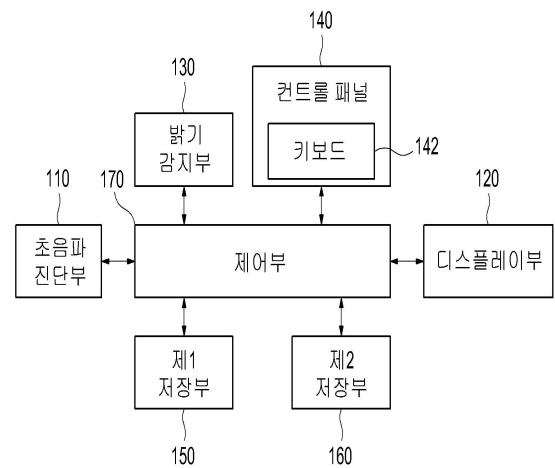 140
컨트롤 패널
키보드
142
130
밝기
감지부
110
초음파
진단부
170
제어부
120
디스플레이부
제1
저장부
150
제2
저장부
160